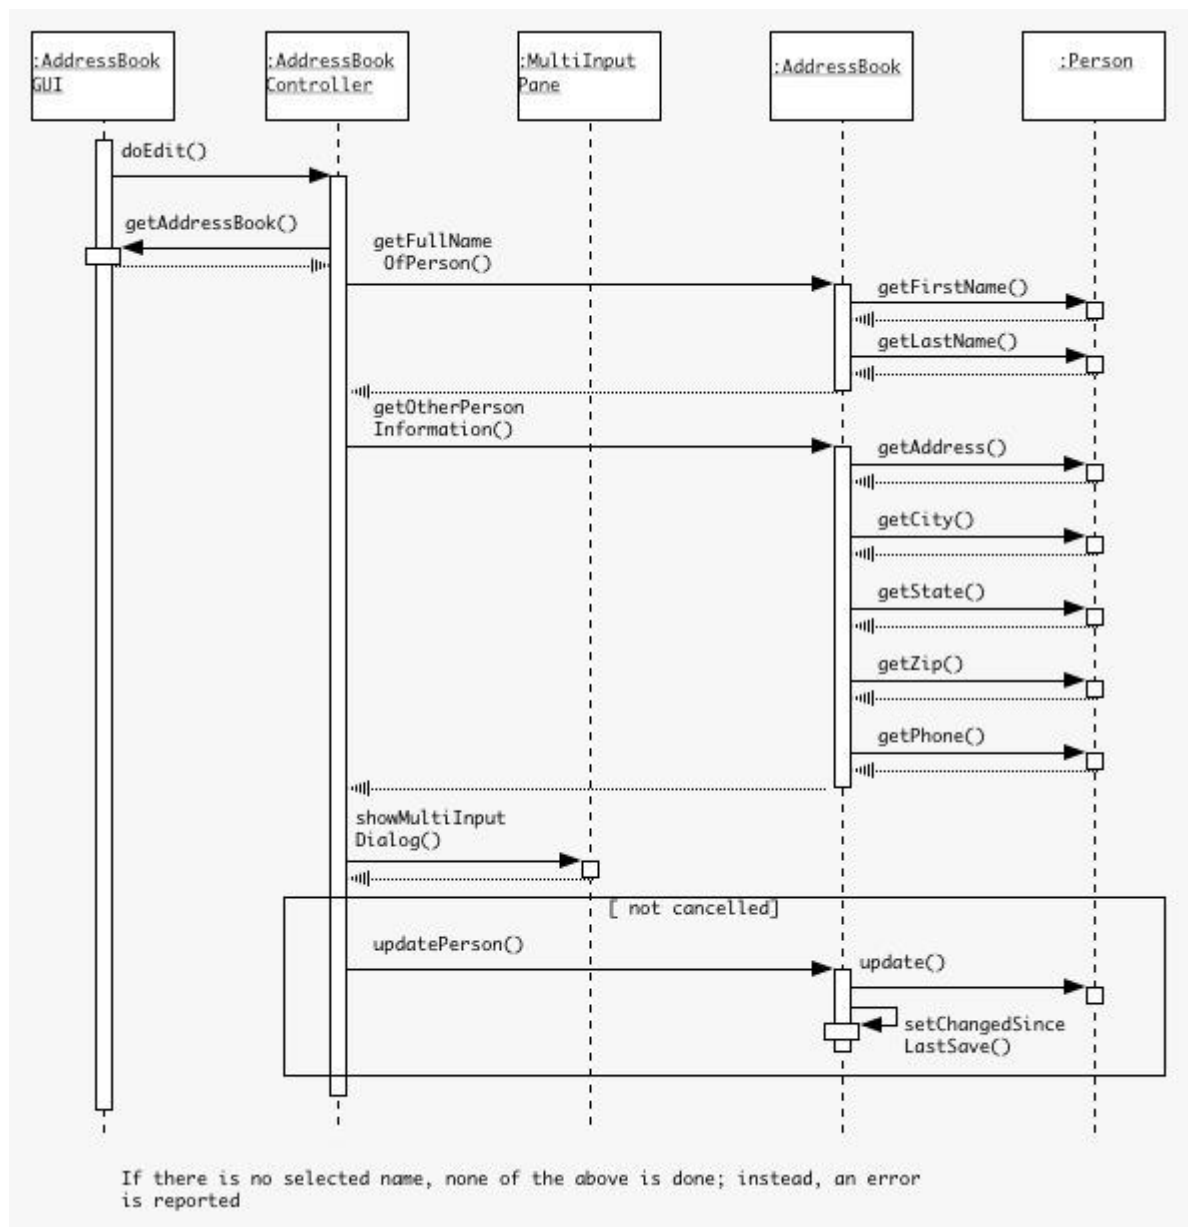 :AddressBook
GUI
:AddressBook
Controller
:MultiInput
Pane
:AddressBook
:Person
doEdit()
getAddressBook()
getFullName
OfPerson()
getFirstName()
getLastName()
getOtherPerson
Information()
getAddress()
getCity()
getState()
getZip()
getPhone()
showMultiInput
Dialog()
[ not cancelled]
updatePerson()
update()
setChangedSince
LastSave()
If there is no selected name, none of the above is done; instead, an error
is reported